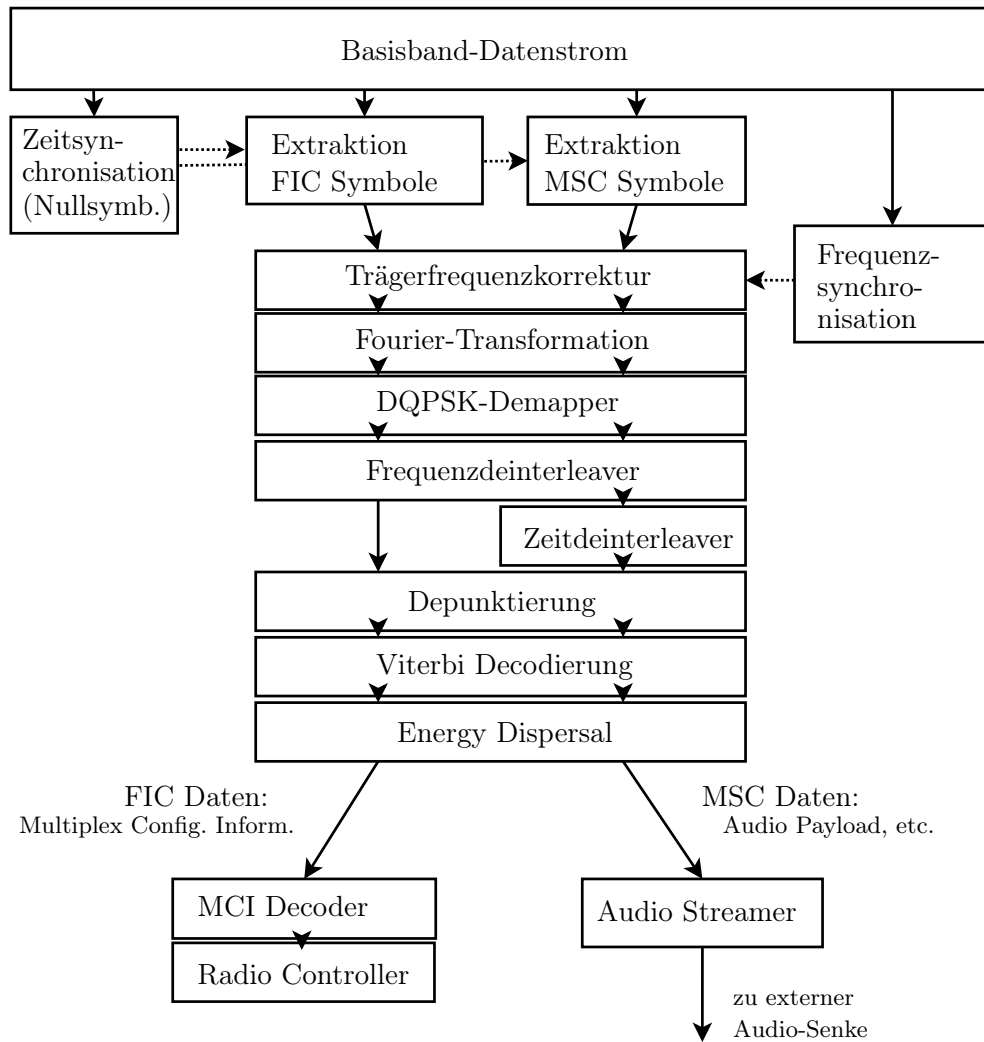 Basisband-Datenstrom
Zeitsyn-
chronisation
(Nullsymb.)
Extraktion
FIC Symbole
Extraktion
MSC Symbole
Frequenz-
synchro-
nisation
Trägerfrequenzkorrektur
Fourier-Transformation
DQPSK-Demapper
Frequenzdeinterleaver
Zeitdeinterleaver
Depunktierung
Viterbi Decodierung
Energy Dispersal
FIC Daten:
Multiplex Config. Inform.
MSC Daten:
Audio Payload, etc.
MCI Decoder
Radio Controller
Audio Streamer
zu externer
Audio-Senke